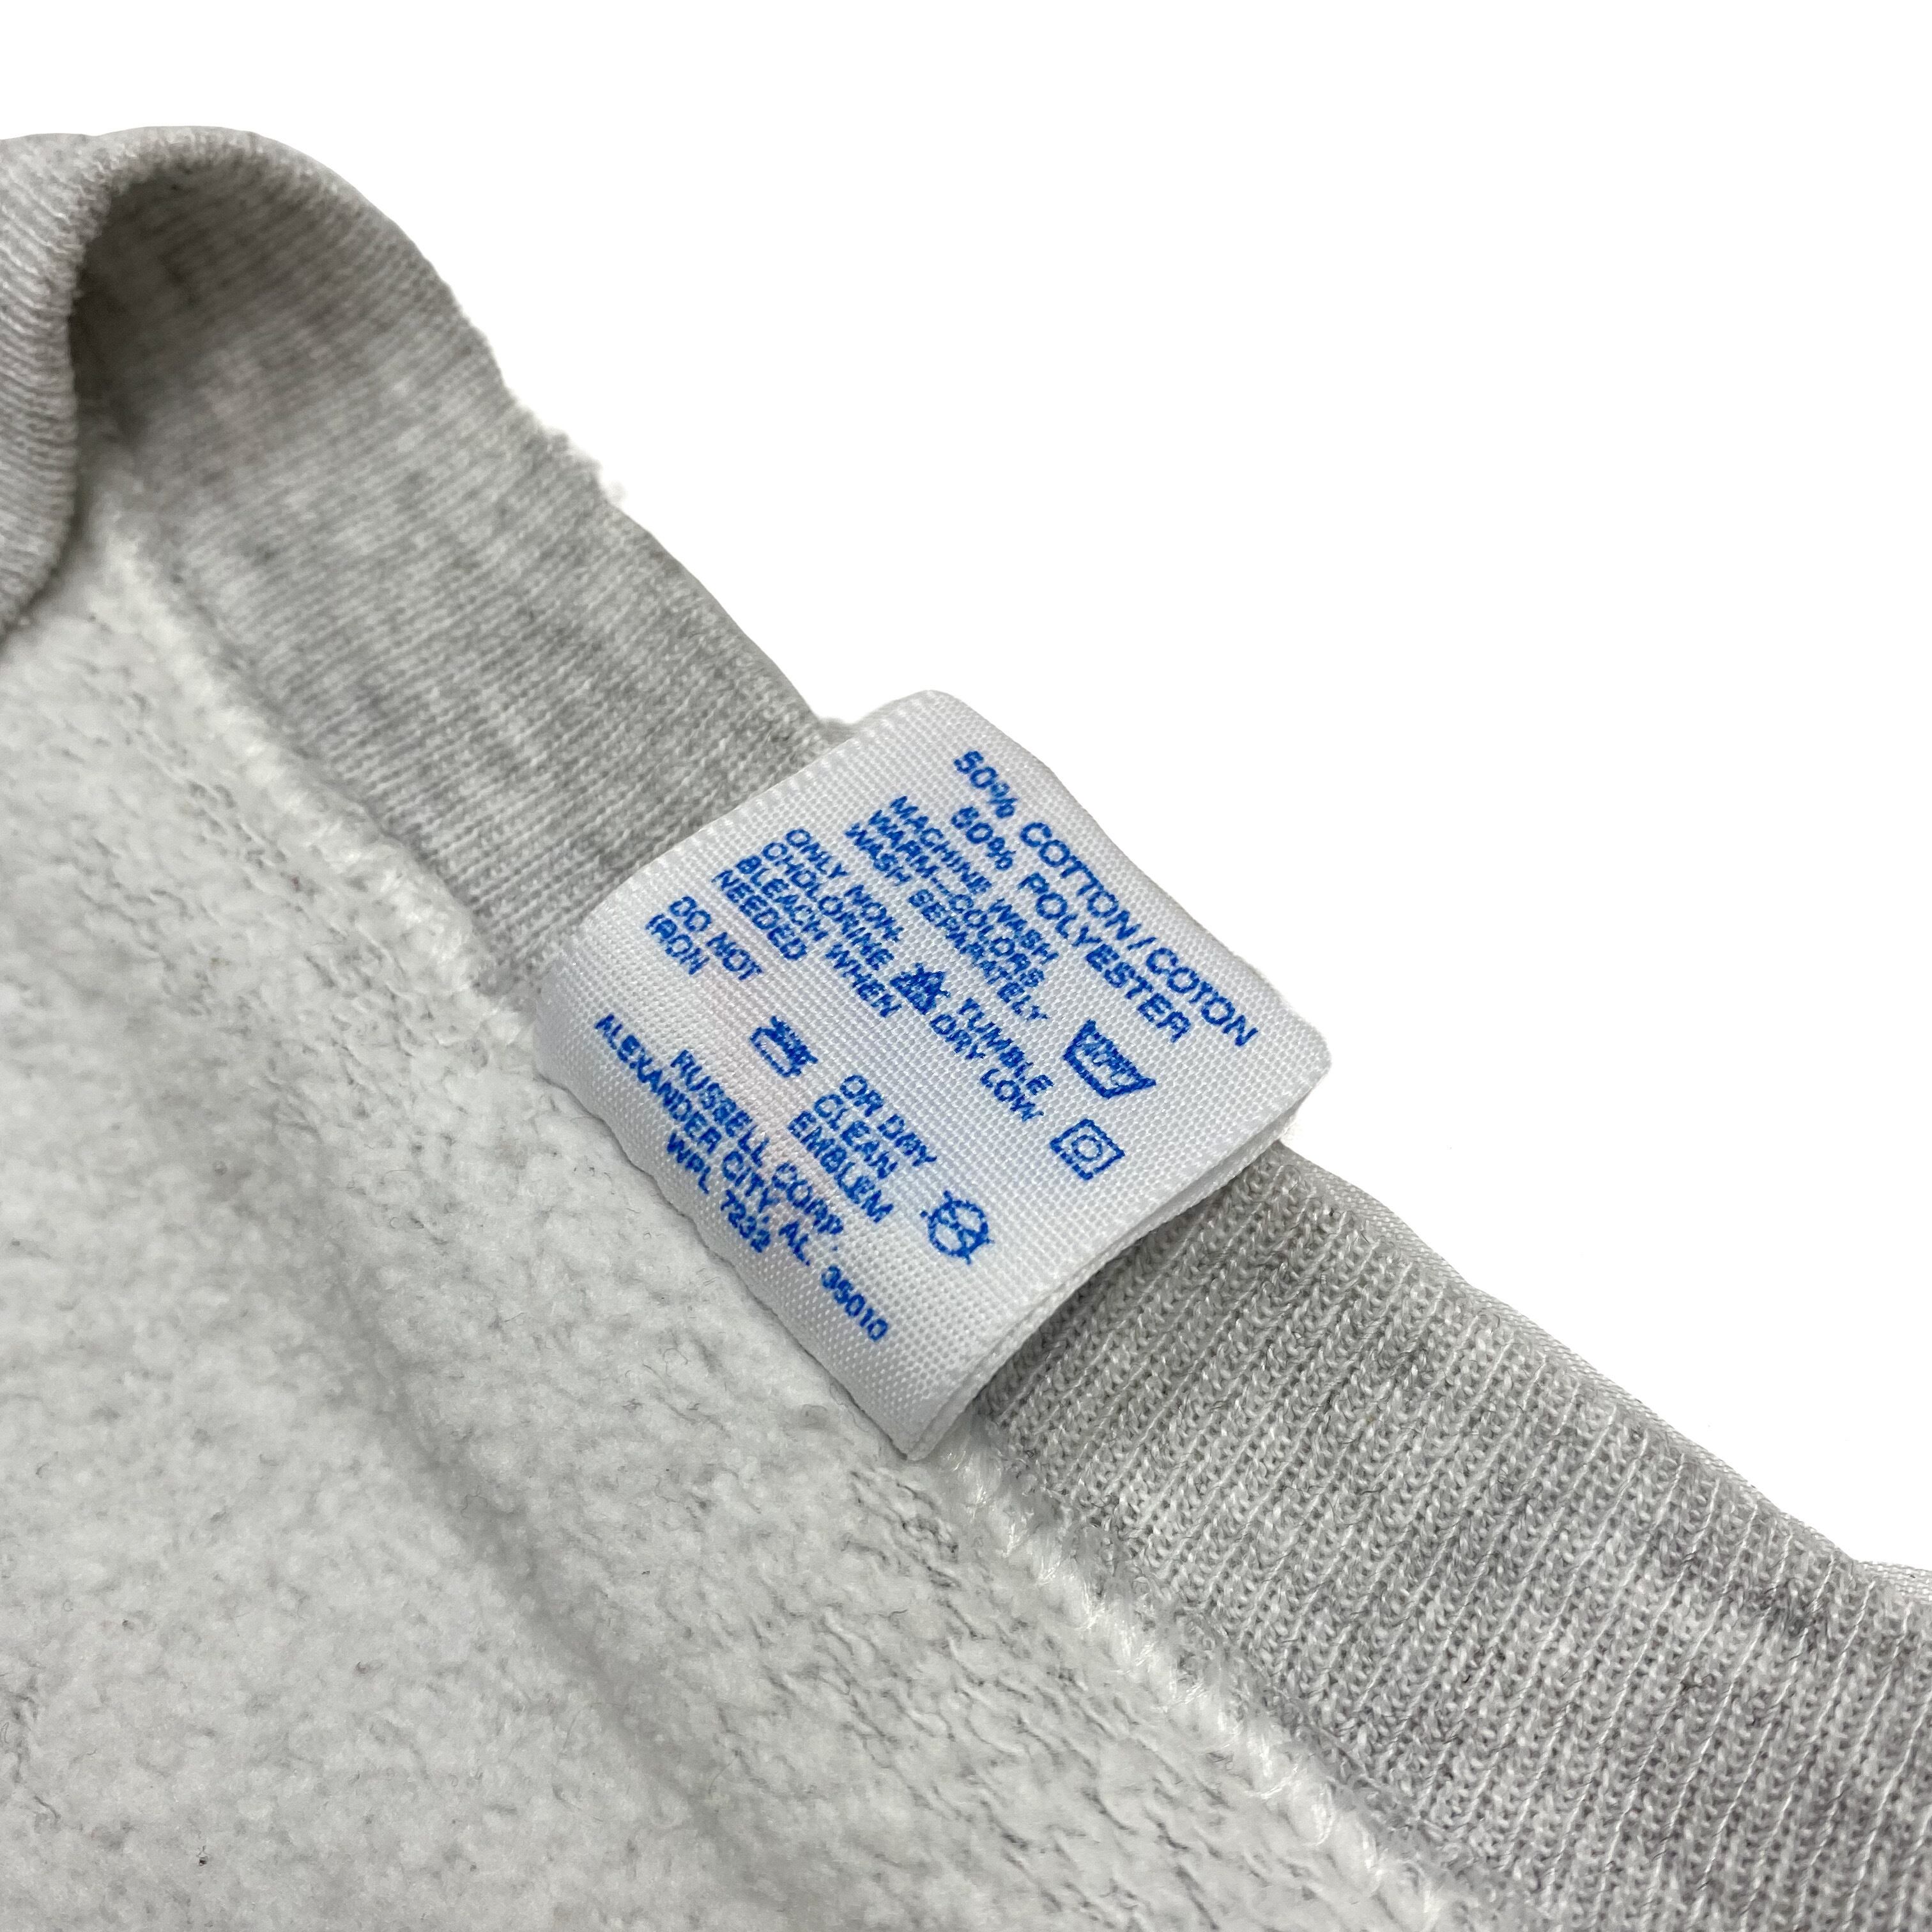 50% COTTON/COTON
50% POLYESTER
MACHINE WASH
WARM—COLORS
WASH SEPARATELY
ONLY NON-
CHOLORINE
BLEACH WHEN
NEEDED
TUMBLE
DRY LOW
DO NOT
IRON
OR DRY
CLEAN
EMBLEM
RUSSELL CORP.
ALEXANDER CITY, AL. 35010
WPL 7232